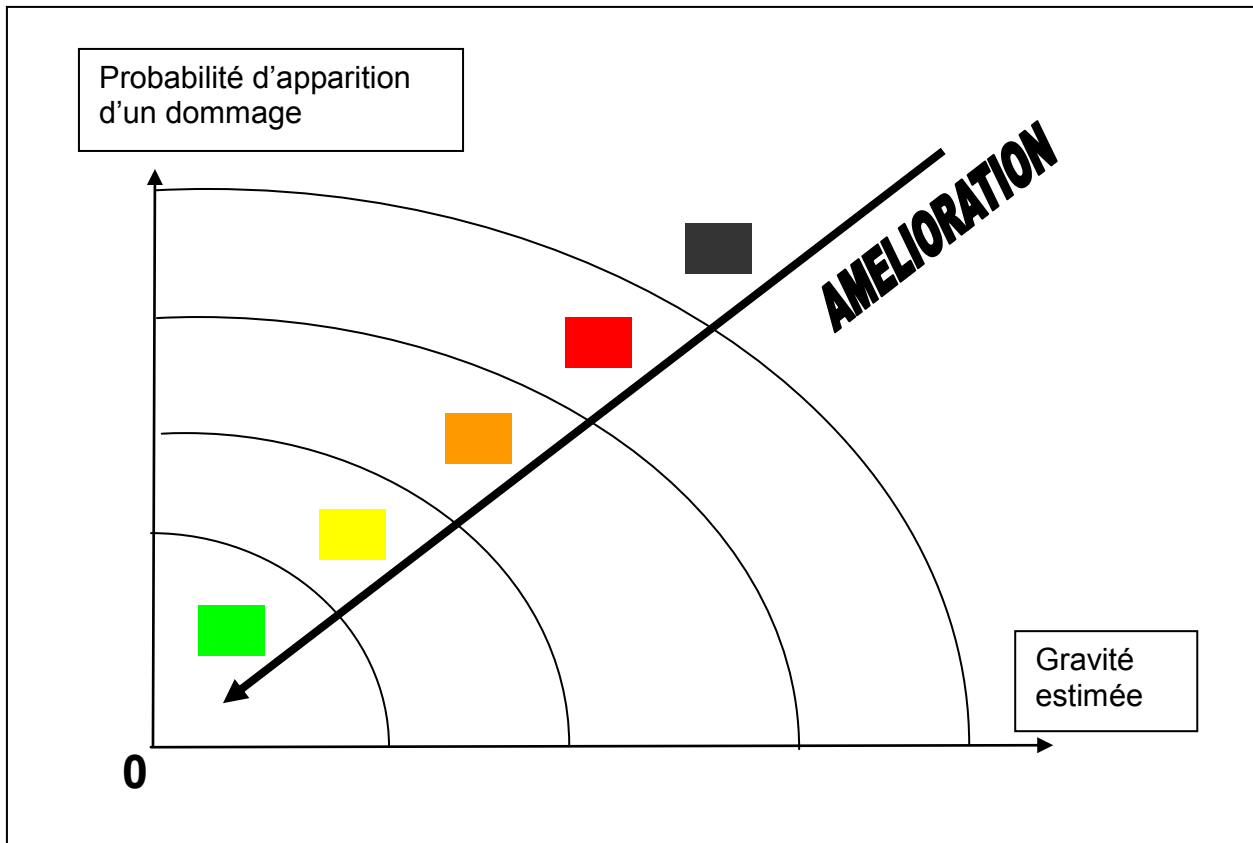 Probabilité d’apparition
d’un dommage
AMELIORATION
Gravité
estimée
0